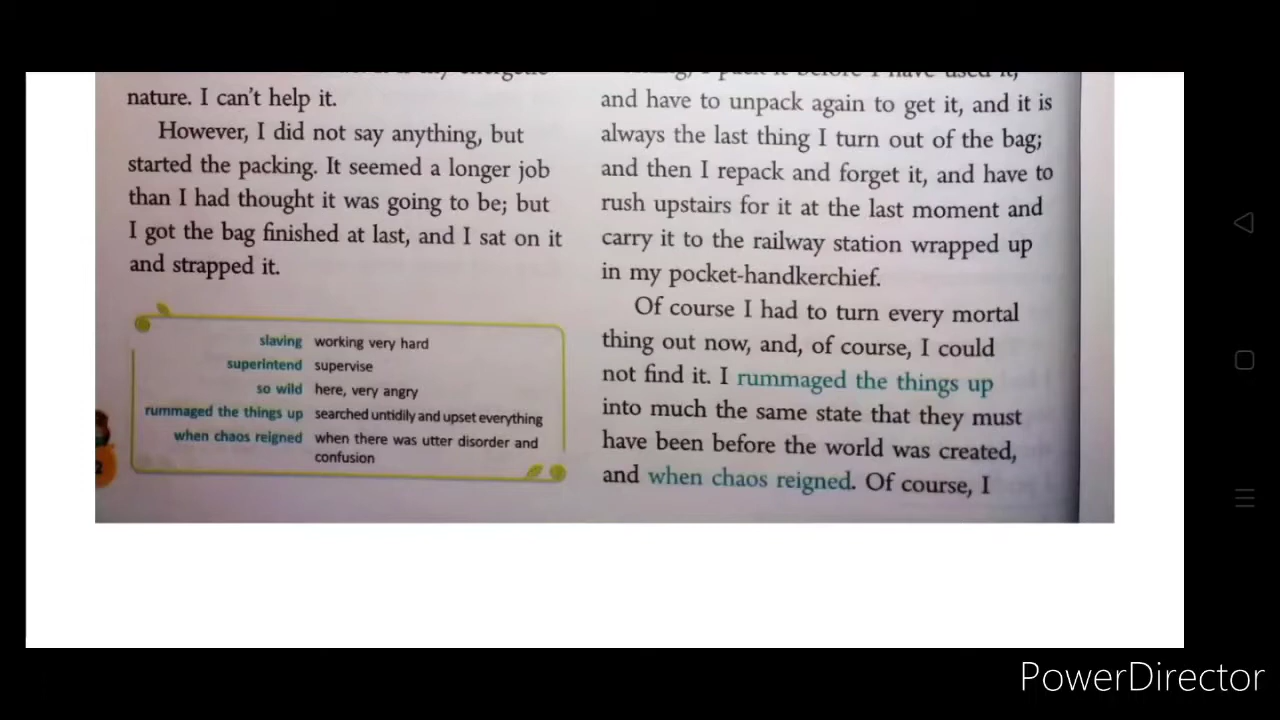 nature. I can't help it.
However, I did not say anything, but
started the packing. It seemed a longer job
than I had thought it was going to be; but
I got the bag finished at last, and I sat on it
and strapped it.
slaving working very hard
superintend supervise
so wild here, very angry
rummaged the things up searched untidily and upset everything
when chaos reigned when there was utter disorder and
confusion
2
and have to unpack again to get it, and it is
always the last thing I turn out of the bag;
and then I repack and forget it, and have to
rush upstairs for it at the last moment and
carry it to the railway station wrapped up
in my pocket-handkerchief.
Of course I had to turn every mortal
thing out now, and, of course, I could
not find it. I rummaged the things up
into much the same state that they must
have been before the world was created,
and when chaos reigned. Of course, I
PowerDirector